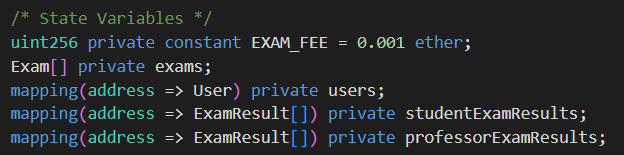 /* State Variables */
uint256 private constant EXAM_FEE = 0.001 ether;
Exam[] private exams;
mapping(address => User) private users;
mapping(address => ExamResult[]) private studentExamResults;
mapping(address => ExamResult[]) private professorExamResults;